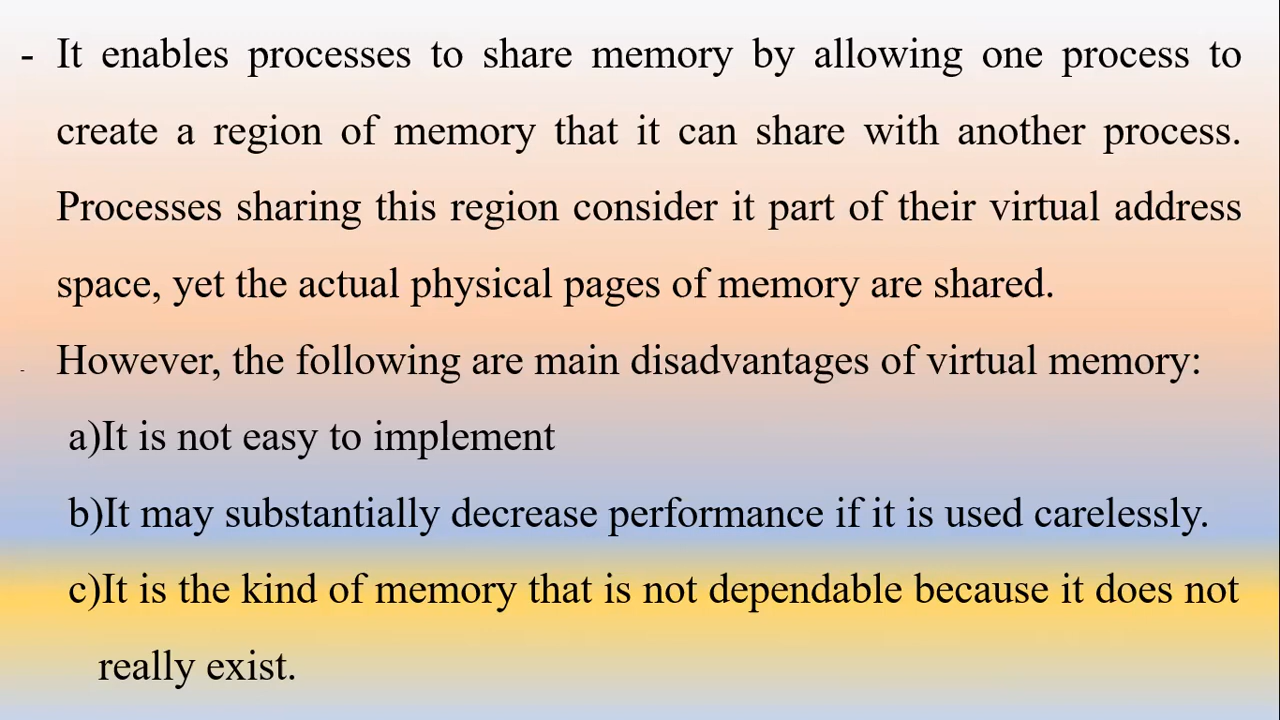 - It enables processes to share memory by allowing one process to
create a region of memory that it can share with another process.
Processes sharing this region consider it part of their virtual address
space, yet the actual physical pages of memory are shared.
- However, the following are main disadvantages of virtual memory:
a)It is not easy to implement
b)It may substantially decrease performance if it is used carelessly.
c)It is the kind of memory that is not dependable because it does not
really exist.